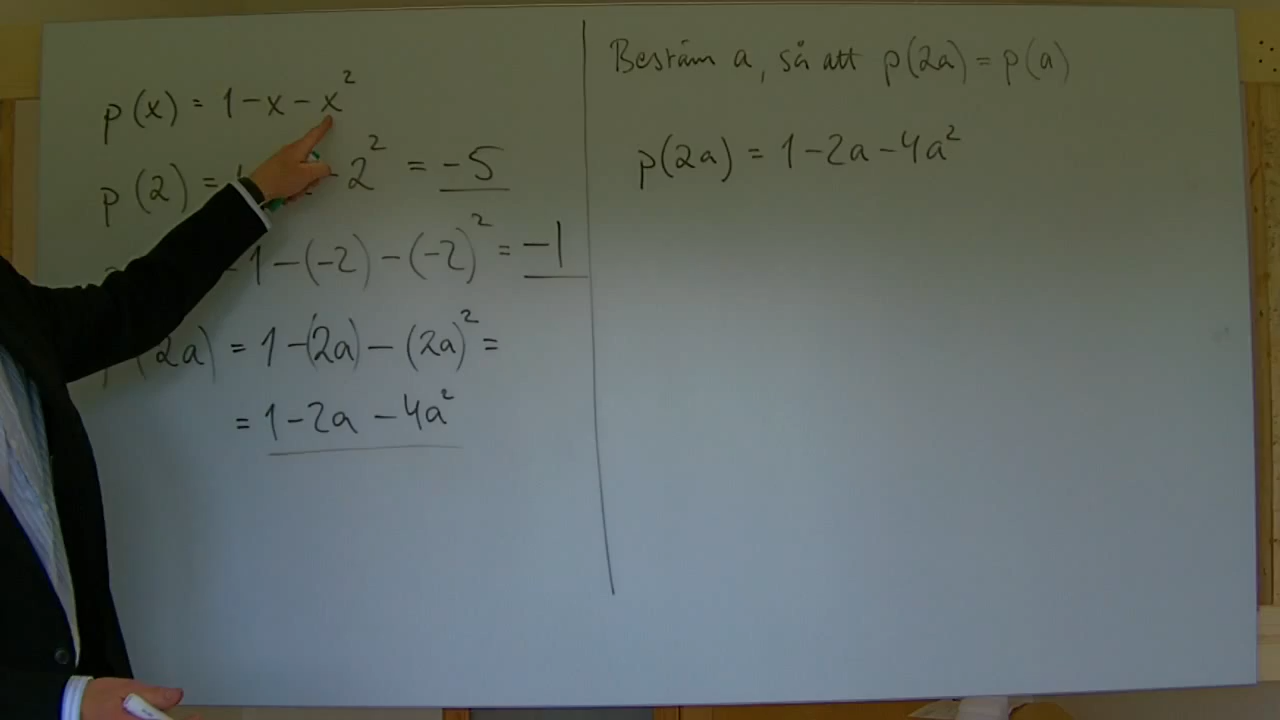 p(x) = 1-x-x²
p(2) = - 2² = -5
1-(-2)-(-2)² = -1
(2a) = 1-(2a)-(2a)² =
= 1-2a-4a²
Bestäm a, så att p(2a) = p(a)
p(2a) = 1-2a-4a²